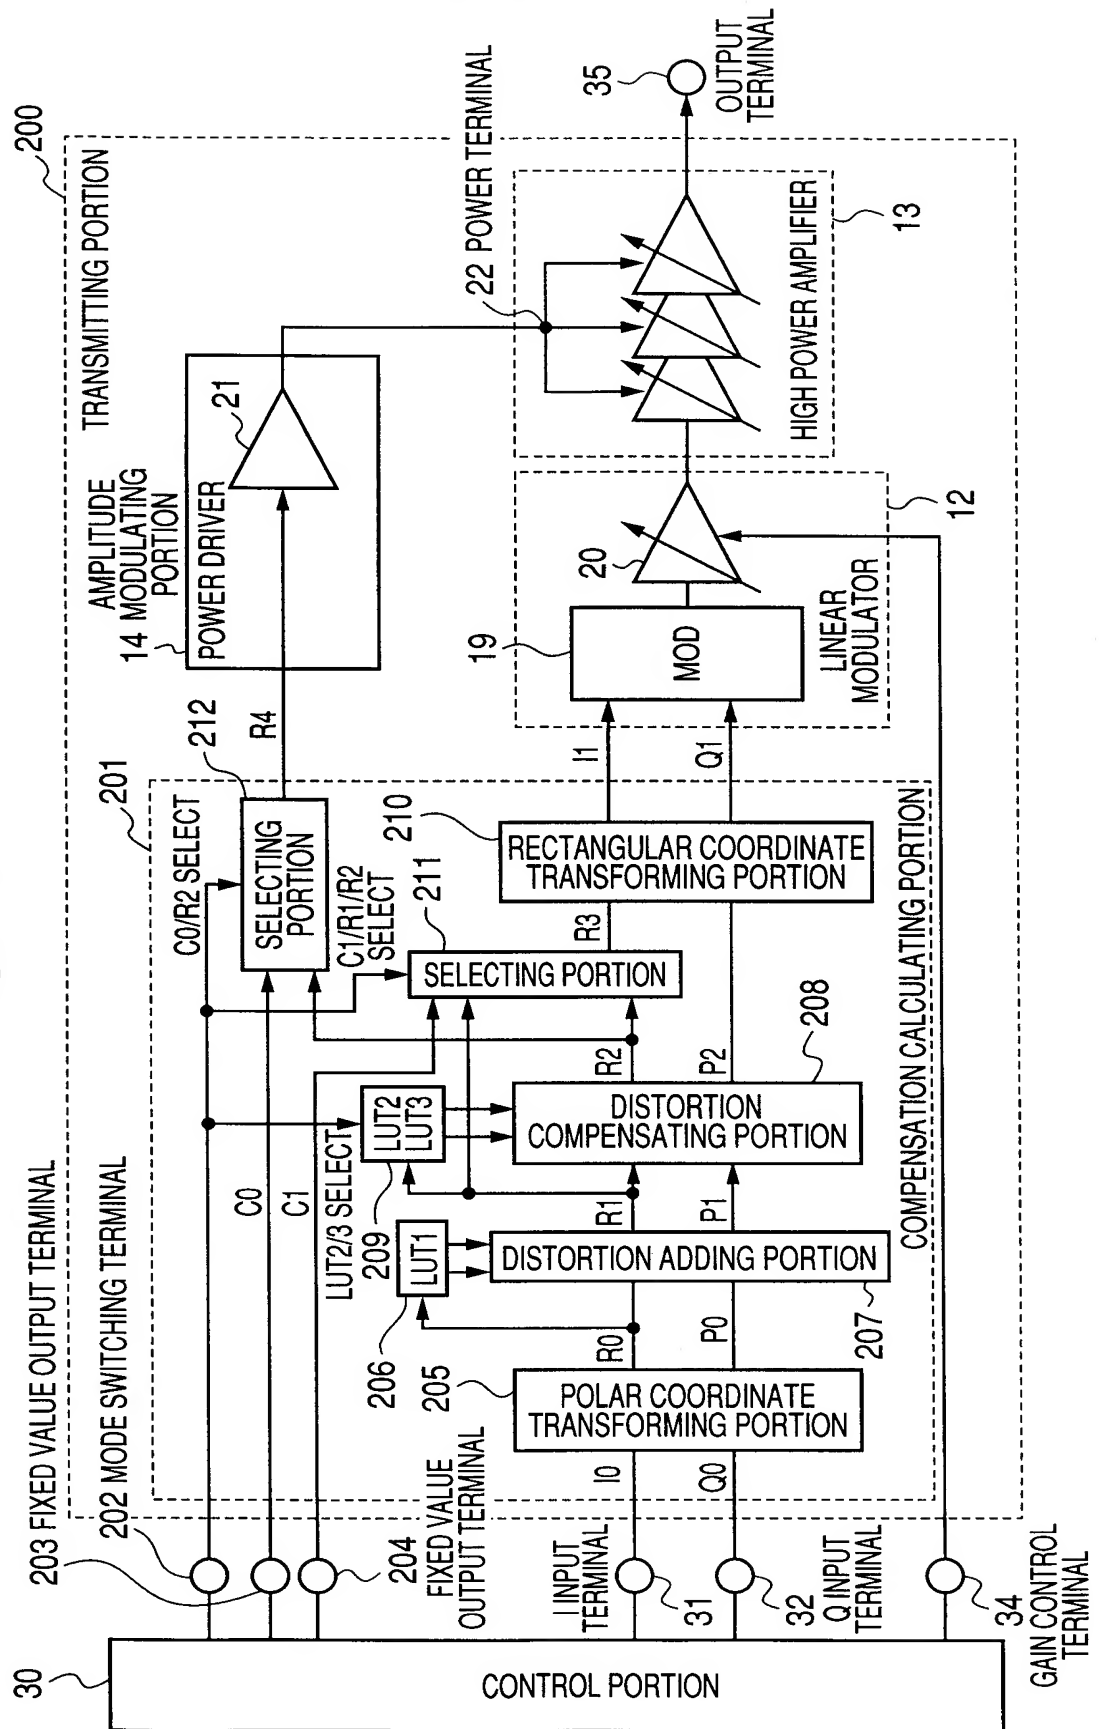 200
TRANSMITTING PORTION
201
203 FIXED VALUE OUTPUT TERMINAL
202 MODE SWITCHING TERMINAL
204
FIXED VALUE
OUTPUT TERMINAL
C0
C1
LUT2/3 SELECT
C0/R2 SELECT
C1/R1/R2
SELECT
212
SELECTING
PORTION
R4
AMPLITUDE
14 MODULATING
PORTION
POWER DRIVER
21
22 POWER TERMINAL
35
OUTPUT
TERMINAL
30
CONTROL PORTION
I INPUT
TERMINAL
31
32
Q INPUT
TERMINAL
34
GAIN CONTROL
TERMINAL
I0
Q0
205
POLAR COORDINATE
TRANSFORMING PORTION
R0
P0
206
LUT1
207
DISTORTION ADDING PORTION
R1
P1
209
LUT2
LUT3
208
DISTORTION
COMPENSATING PORTION
R2
P2
211
SELECTING PORTION
R3
210
RECTANGULAR COORDINATE
TRANSFORMING PORTION
COMPENSATION CALCULATING PORTION
I1
Q1
19
MOD
20
LINEAR
MODULATOR
12
HIGH POWER AMPLIFIER
13